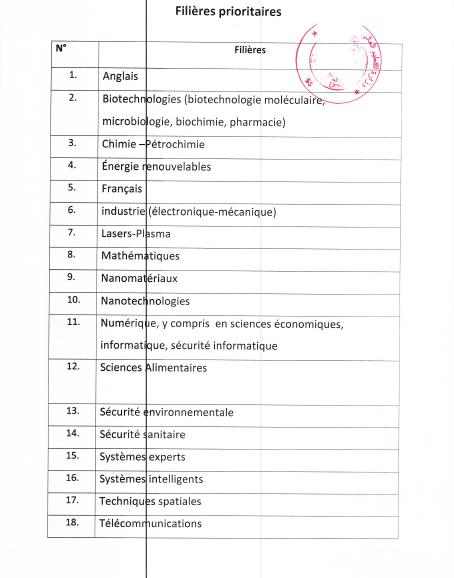 Filières prioritaires
N° Filières
1. Anglais
2. Biotechnologies (biotechnologie moléculaire,
microbiologie, biochimie, pharmacie)
3. Chimie –Pétrochimie
4. Énergie renouvelables
5. Français
6. industrie (électronique-mécanique)
7. Lasers-Plasma
8. Mathématiques
9. Nanomatériaux
10. Nanotechnologies
11. Numérique, y compris en sciences économiques,
informatique, sécurité informatique
12. Sciences Alimentaires
13. Sécurité environnementale
14. Sécurité sanitaire
15. Systèmes experts
16. Systèmes intelligents
17. Techniques spatiales
18. Télécommunications